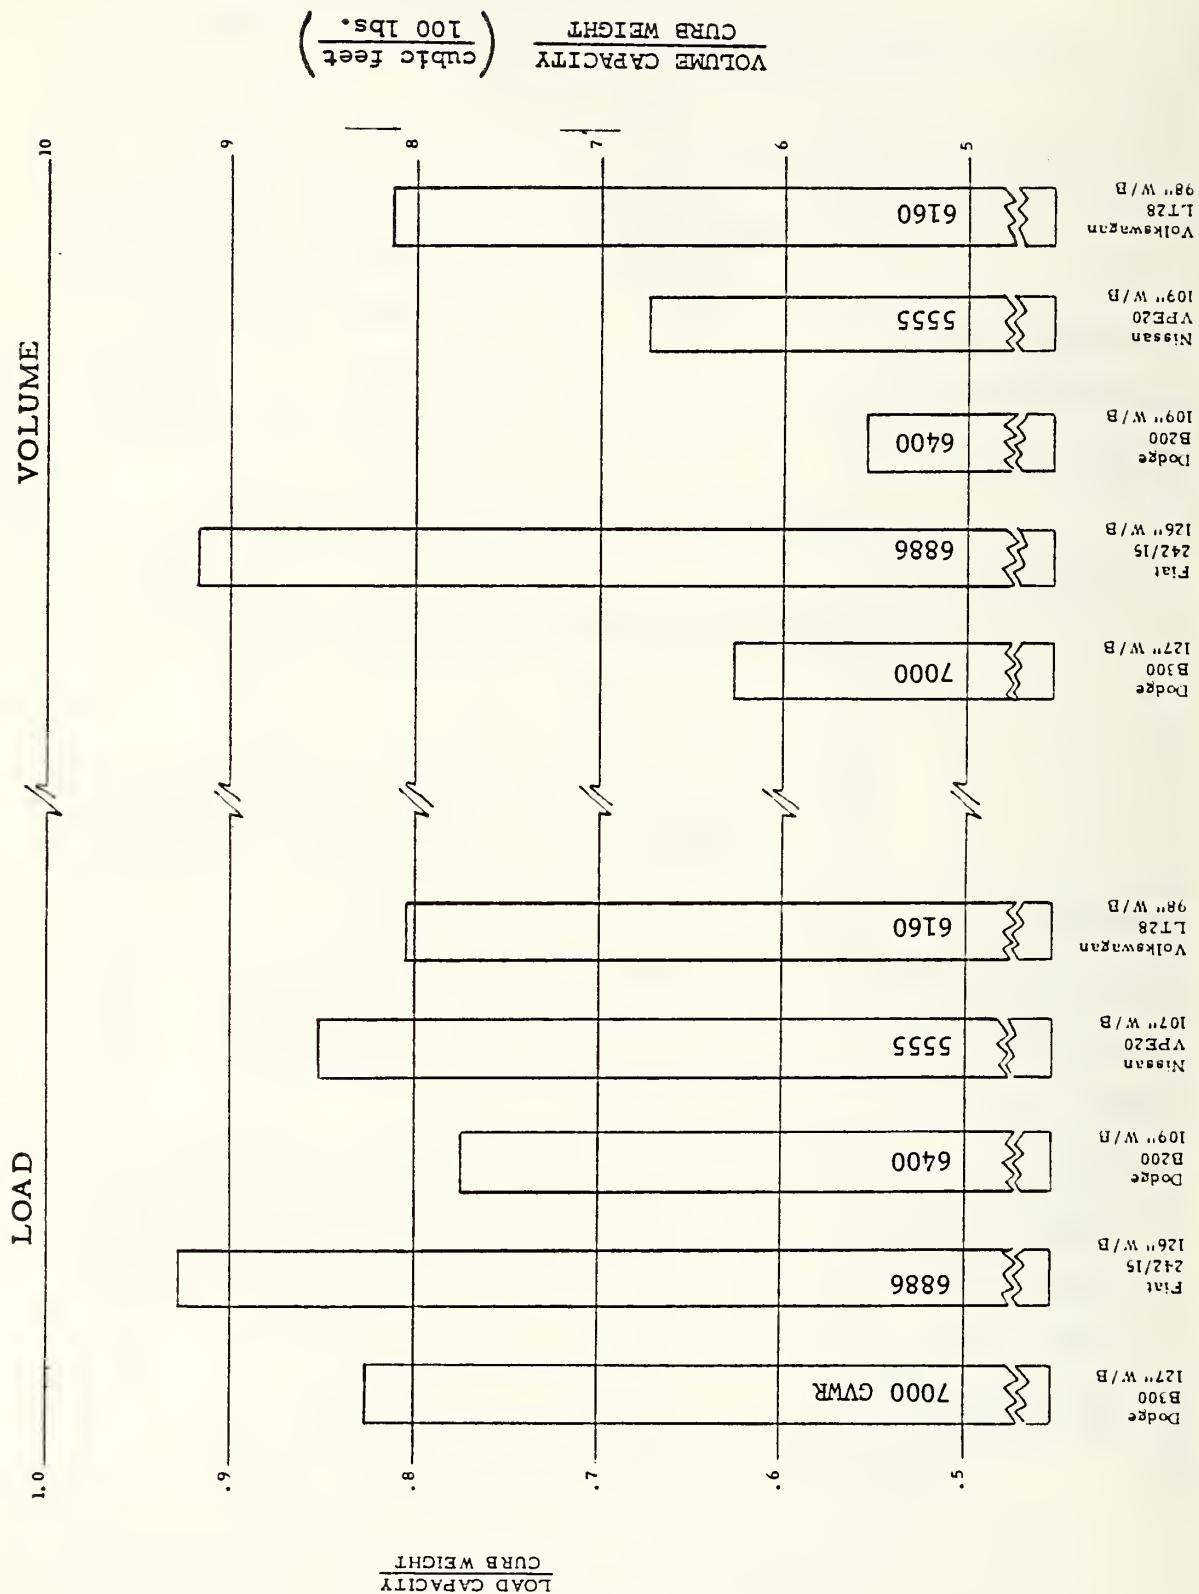 LOAD
VOLUME
LOAD CAPACITY
CURB WEIGHT
1.0
.9
.8
.7
.6
.5
7000 GVWR
6886
6400
5555
6160
7000
6886
6400
5555
6160
10
9
8
7
6
5
VOLUME CAPACITY
CURB WEIGHT
(cubic feet
100 lbs.)
Dodge
B300
127" W/B
Fiat
242/15
126" W/B
Dodge
B200
109" W/B
Nissan
VPE20
107" W/B
Volkswagan
LT28
98" W/B
Dodge
B300
127" W/B
Fiat
242/15
126" W/B
Dodge
B200
109" W/B
Nissan
VPE20
109" W/B
Volkswagan
LT28
98" W/B